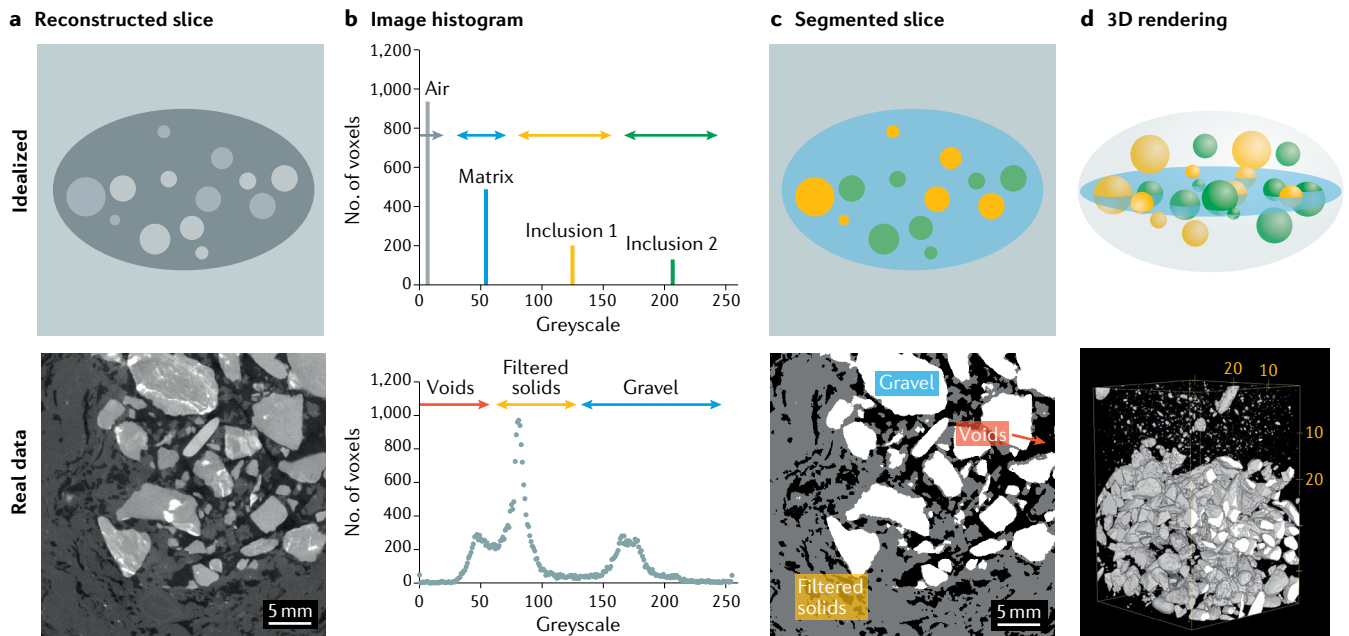 a Reconstructed slice
b Image histogram
c Segmented slice
d 3D rendering
Idealized
No. of voxels
1,200
1,000
800
600
400
200
0
Air
Matrix
Inclusion 1
Inclusion 2
0 50 100 150 200 250
Greyscale
Real data
5 mm
No. of voxels
1,200
1,000
800
600
400
200
0
Voids
Filtered
solids
Gravel
0 50 100 150 200 250
Greyscale
Gravel
Voids
Filtered
solids
5 mm
20 10
10
20